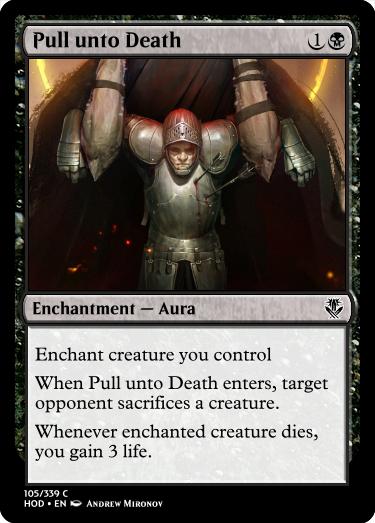 Pull unto Death 1
Enchantment — Aura
Enchant creature you control
When Pull unto Death enters, target
opponent sacrifices a creature.
Whenever enchanted creature dies,
you gain 3 life.
105/339 C
HOD • EN Andrew Mironov